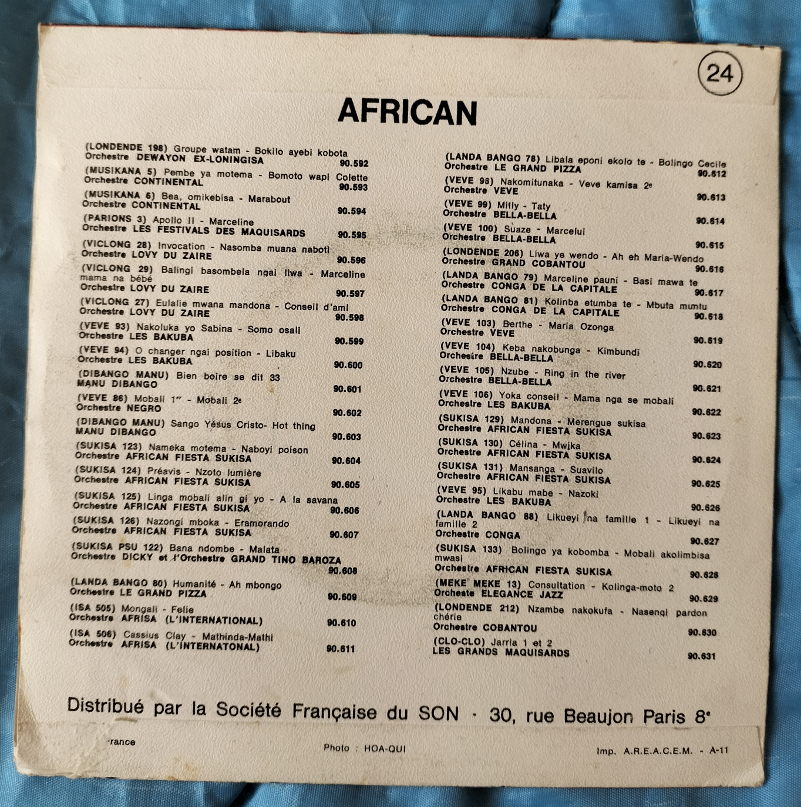 24
AFRICAN
(LONDENDE 198) Groupe watam - Bokilo ayebi kobota
Orchestre DEWAYON EX-LONINGISA 90.592
(MUSIKANA 5) Pembe ya motema - Bomoto wapi Colette
Orchestre CONTINENTAL 90.593
(MUSIKANA 6) Bea, omikebisa - Marabout
Orchestre CONTINENTAL 90.594
(PARIONS 3) Apollo II - Marceline
Orchestre LES FESTIVALS DES MAQUISARDS 90.595
(VICLONG 28) Invocation - Nasomba muana naboti
Orchestre LOVY DU ZAIRE 90.596
(VICLONG 29) Balingi basombela ngai liwa - Marceline
mama na bébé
Orchestre LOVY DU ZAIRE 90.597
(VICLONG 27) Eulalie mwana mandona - Conseil d'ami
Orchestre LOVY DU ZAIRE 90.598
(VEVE 93) Nakoluka yo Sabina - Somo osali
Orchestre LES BAKUBA 90.599
(VEVE 94) O changer ngai position - Libaku
Orchestre LES BAKUBA 90.600
(DIBANGO MANU) Bien boire se dit 33
MANU DIBANGO 90.601
(VEVE 86) Mobali 1er - Mobali 2e
Orchestre NEGRO 90.602
(DIBANGO MANU) Sango Yésus Cristo- Hot thing
MANU DIBANGO 90.603
(SUKISA 123) Nameka motema - Naboyi poison
Orchestre AFRICAN FIESTA SUKISA 90.604
(SUKISA 124) Préavis - Nzoto lumière
Orchestre AFRICAN FIESTA SUKISA 90.605
(SUKISA 125) Linga mobali alin gi yo - A la savana
Orchestre AFRICAN FIESTA SUKISA 90.606
(SUKISA 126) Nazongi mboka - Eramorando
Orchestre AFRICAN FIESTA SUKISA 90.607
(SUKISA PSU 122) Bana ndombe - Malata
Orchestre DICKY et l'Orchestre GRAND TINO BAROZA
90.608
(LANDA BANGO 80) Humanité - Ah mbongo
Orchestre LE GRAND PIZZA 90.609
(ISA 505) Mongali - Felie
Orchestre AFRISA (L'INTERNATIONAL) 90.610
(ISA 506) Cassius Clay - Mathinda-Mathi
Orchestre AFRISA (L'INTERNATONAL) 90.611
(LANDA BANGO 78) Libala eponi ekolo te - Bolingo Cecile
Orchestre LE GRAND PIZZA 90.612
(VEVE 98) Nakomitunaka - Veve kamisa 2e
Orchestre VEVE 90.613
(VEVE 99) Milly - Taty
Orchestre BELLA-BELLA 90.614
(VEVE 100) Suaze - Marcelui
Orchestre BELLA-BELLA 90.615
(LONDENDE 206) Liwa ye wendo - Ah eh Maria-Wendo
Orchestre GRAND COBANTOU 90.616
(LANDA BANGO 79) Marceline pauni - Basi mawa te
Orchestre CONGA DE LA CAPITALE 90.617
(LANDA BANGO 81) Kolinba etumba te - Mbuta muntu
Orchestre CONGA DE LA CAPITALE 90.618
(VEVE 103) Berthe - Maria Ozonga
Orchestre VEVE 90.619
(VEVE 104) Keba nakobunga - Kimbundi
Orchestre BELLA-BELLA 90.620
(VEVE 105) Nzube - Ring in the river
Orchestre BELLA-BELLA 90.621
(VEVE 106) Yoka conseil - Mama nga se mobali
Orchestre LES BAKUBA 90.622
(SUKISA 129) Mandona - Merengue sukisa
Orchestre AFRICAN FIESTA SUKISA 90.623
(SUKISA 130) Célina - Mwika
Orchestre AFRICAN FIESTA SUKISA 90.624
(SUKISA 131) Mansanga - Suavilo
Orchestre AFRICAN FIESTA SUKISA 90.625
(VEVE 95) Likabu mabe - Nazoki
Orchestre LES BAKUBA 90.626
(LANDA BANGO 88) Likueyi na famille 1 - Likueyi na
famille 2
Orchestre CONGA 90.627
(SUKISA 133) Bolingo ya kobomba - Mobali akolimbisa
mwasi
Orchestre AFRICAN FIESTA SUKISA 90.628
(MEKE MEKE 13) Consultation - Kolinga-moto 2
Orcheste ELEGANCE JAZZ 90.629
(LONDENDE 212) Nzambe nakokufa - Nasengi pardon
chérie
Orchestre COBANTOU 90.630
(CLO-CLO) Jarria 1 et 2
LES GRANDS MAQUISARDS 90.631
Distribué par la Société Française du SON - 30, rue Beaujon Paris 8e
rance Photo : HOA-QUI Imp. A.R.E.A.C.E.M. - A-11